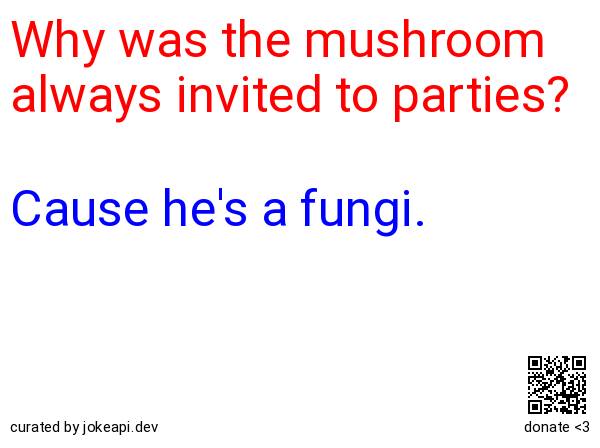 Why was the mushroom
always invited to parties?
Cause he's a fungi.
curated by jokeapi.dev
donate <3